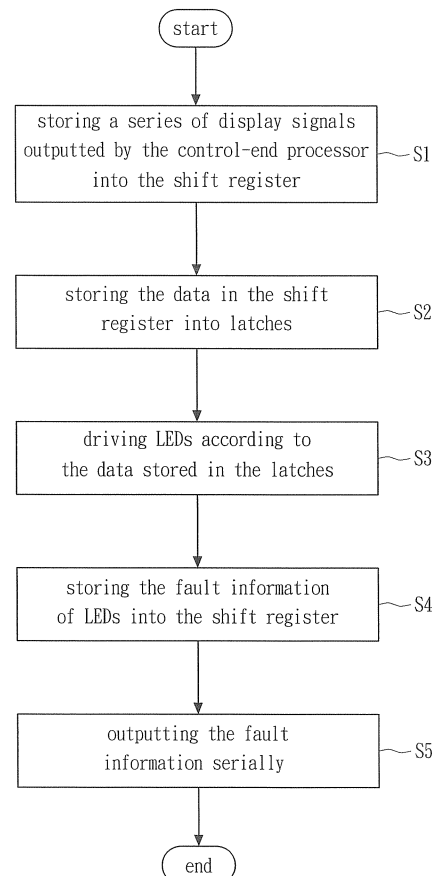 start
storing a series of display signals
outputted by the control-end processor
into the shift register
S1
storing the data in the shift
register into latches
S2
driving LEDs according to
the data stored in the latches
S3
storing the fault information
of LEDs into the shift register
S4
outputting the fault
information serially
S5
end